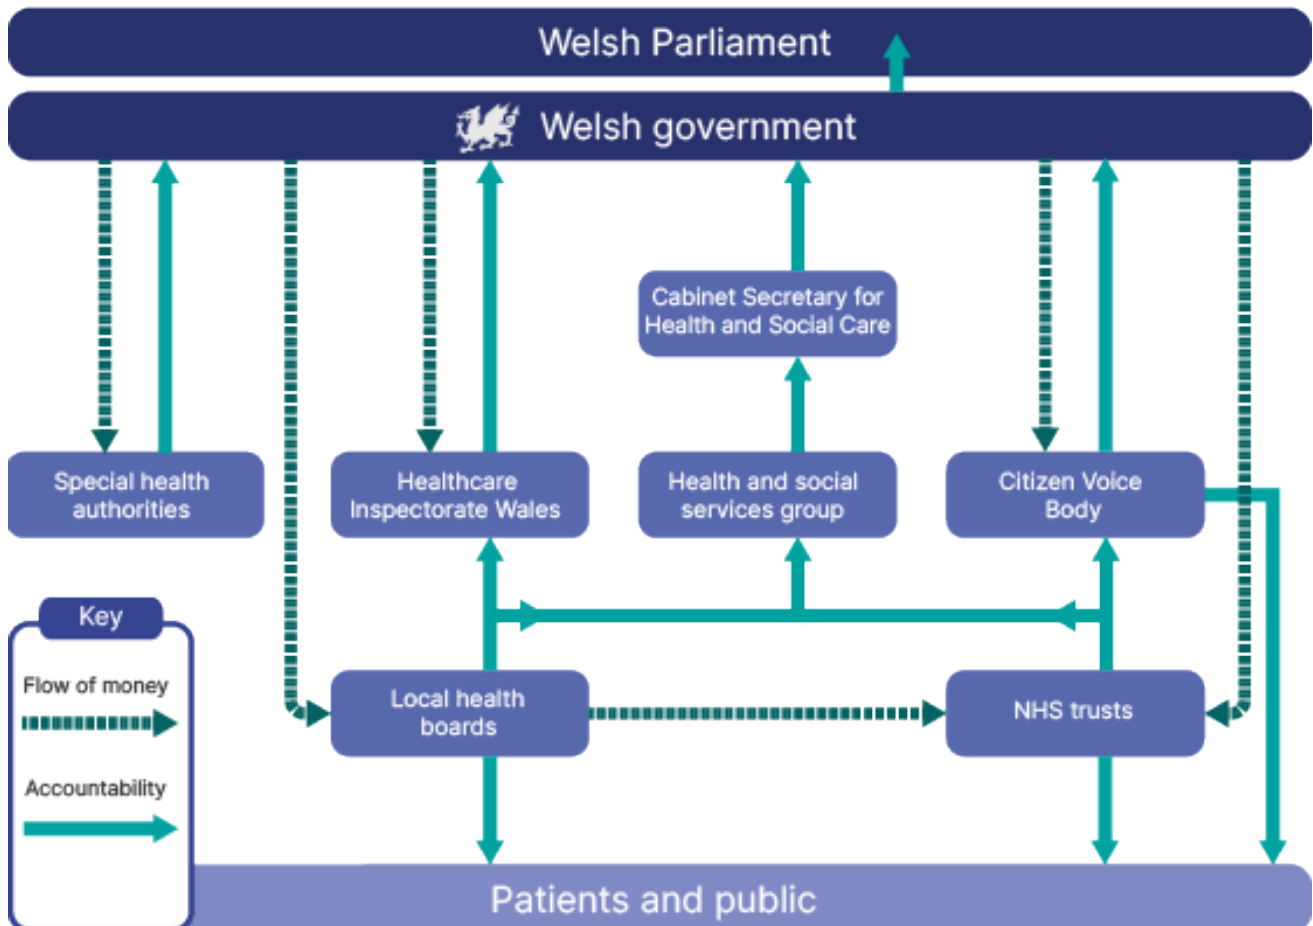 Welsh Parliament
Welsh government
Cabinet Secretary for
Health and Social Care
Special health
authorities
Healthcare
Inspectorate Wales
Health and social
services group
Citizen Voice
Body
Key
Flow of money
Accountability
Local health
boards
NHS trusts
Patients and public